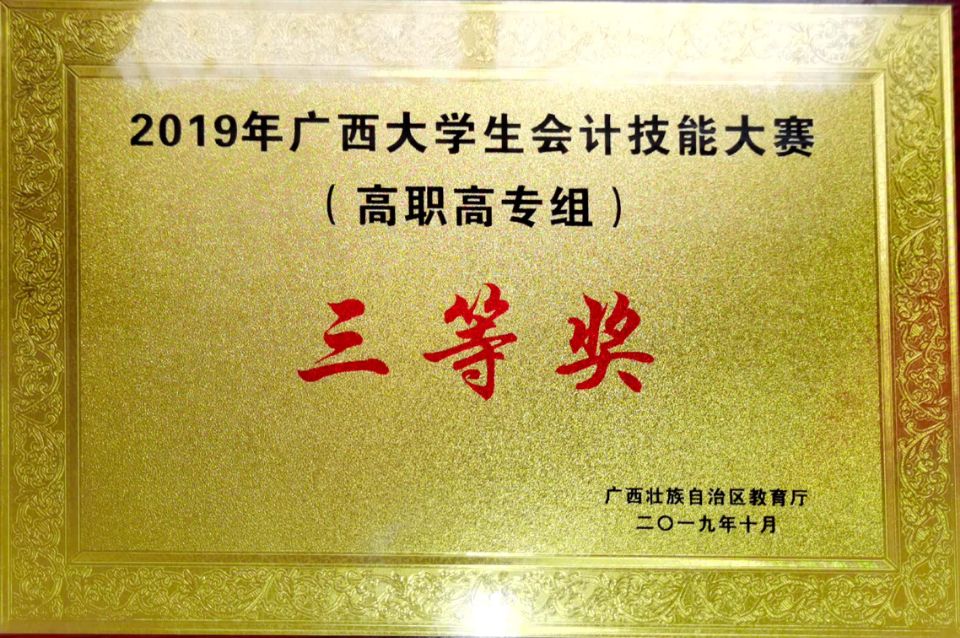 2019年广西大学生会计技能大赛
（高职高专组）
三等奖
广西壮族自治区教育厅
二〇一九年十月